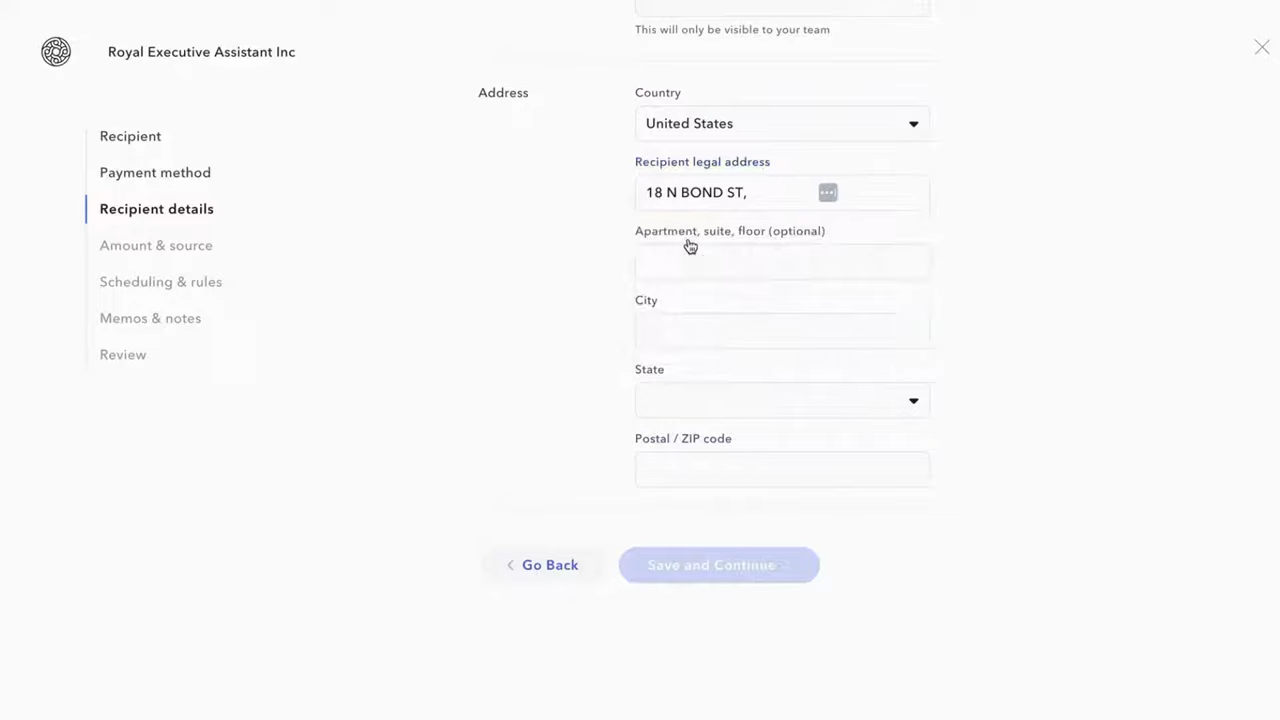 This will only be visible to your team
Royal Executive Assistant Inc
Address
Country
United States
Recipient
Payment method
Recipient details
Amount & source
Scheduling & rules
Memos & notes
Review
Recipient legal address
18 N BOND ST,
Apartment, suite, floor (optional)
City
State
Postal / ZIP code
Go Back
Save and Continue